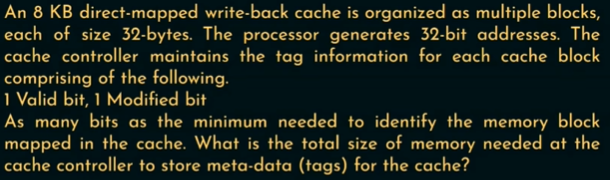 An 8 KB direct-mapped write-back cache is organized as multiple blocks,
each of size 32-bytes. The processor generates 32-bit addresses. The
cache controller maintains the tag information for each cache block
comprising of the following.
1 Valid bit, 1 Modified bit
As many bits as the minimum needed to identify the memory block
mapped in the cache. What is the total size of memory needed at the
cache controller to store meta-data (tags) for the cache?